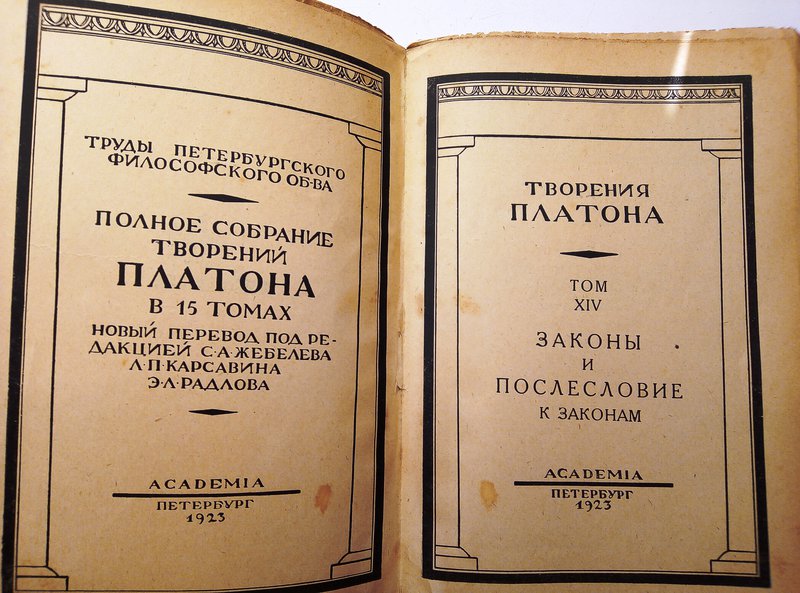 ТРУДЫ ПЕТЕРБУРГСКОГО
ФИЛОСОФСКОГО ОБ-ВА
ПОЛНОЕ СОБРАНИЕ
ТВОРЕНИЙ
ПЛАТОНА
В 15 ТОМАХ
НОВЫЙ ПЕРЕВОД ПОД РЕ-
ДАКЦИЕЙ С·А·ЖЕБЕЛЕВА
Л·П·КАРСАВИНА
Э·Л·РАДЛОВА
ACADEMIA
ПЕТЕРБУРГ
1923
ТВОРЕНИЯ
ПЛАТОНА
ТОМ
XIV
ЗАКОНЫ
И
ПОСЛЕСЛОВИЕ
К ЗАКОНАМ
ACADEMIA
ПЕТЕРБУРГ
1923